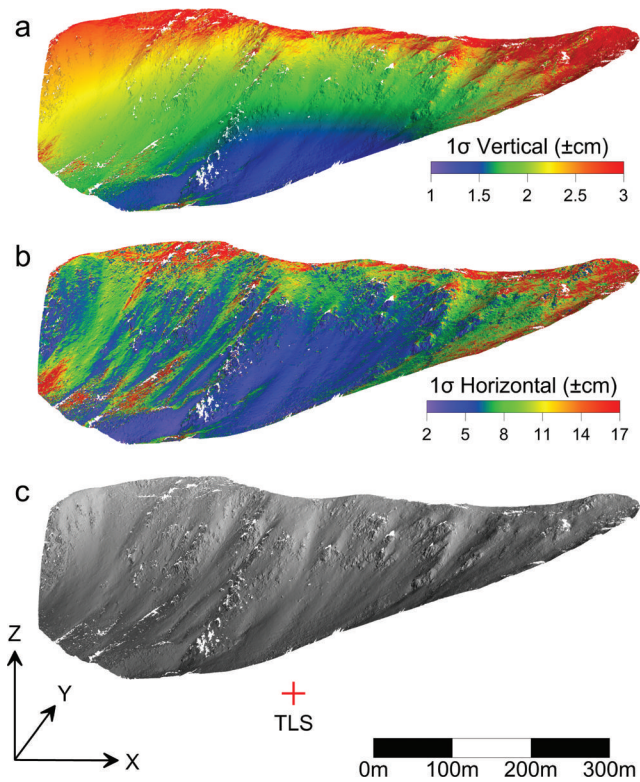 a
1σ Vertical (±cm)
1 1.5 2 2.5 3
b
1σ Horizontal (±cm)
2 5 8 11 14 17
c
Z
Y
X
TLS
0m 100m 200m 300m